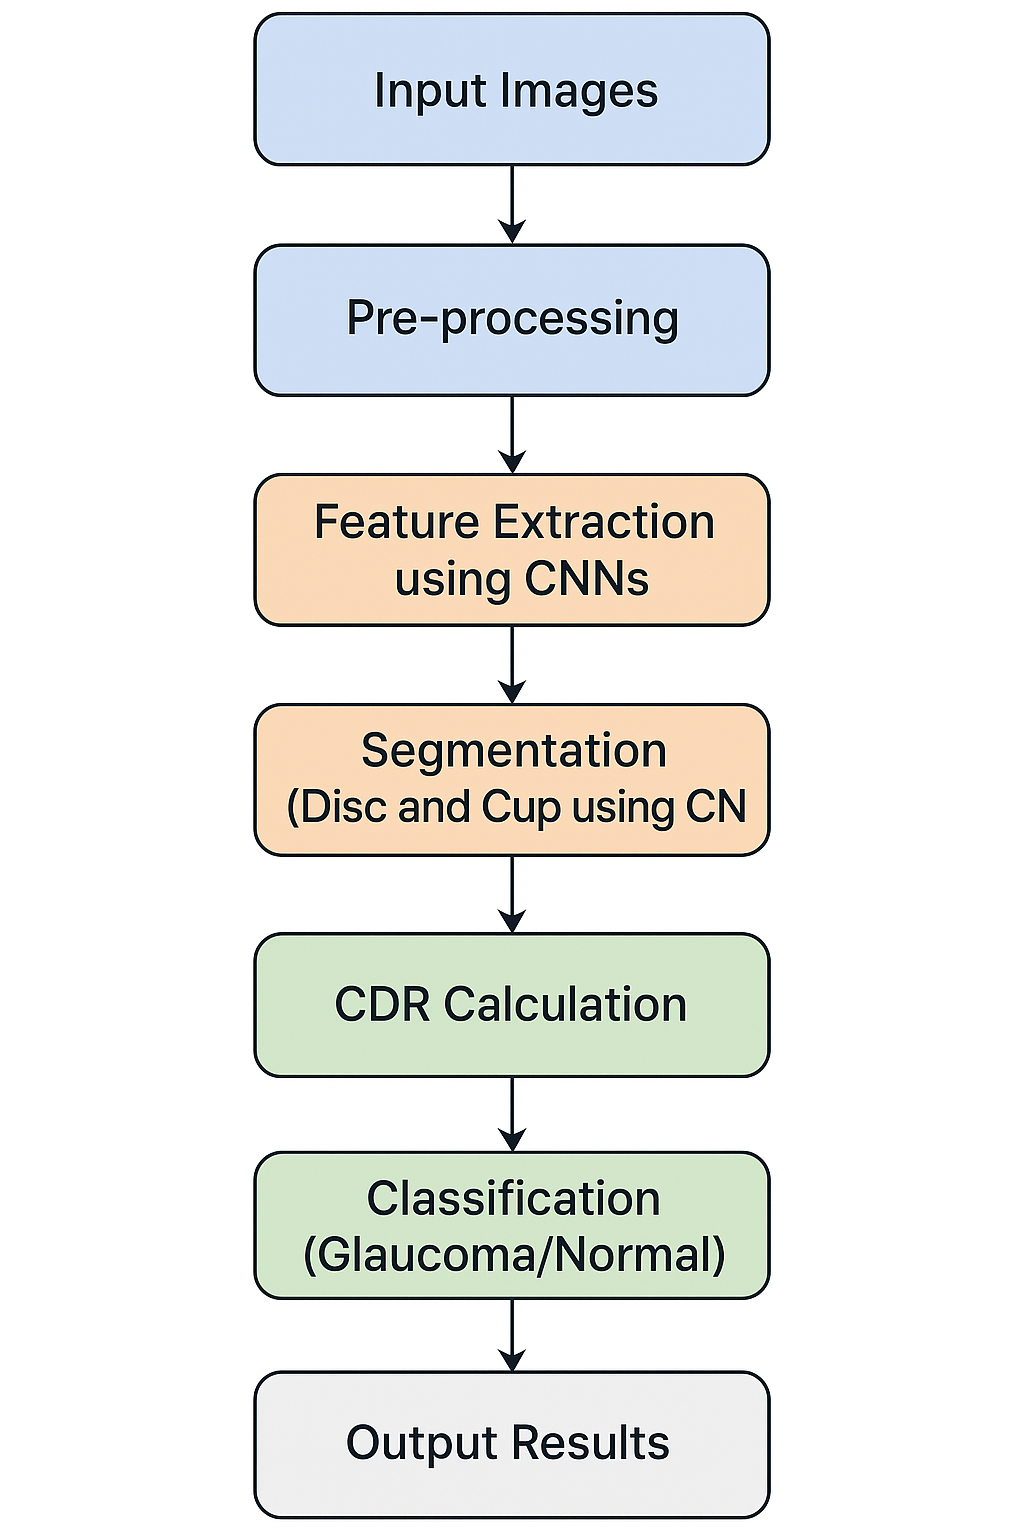 Input Images
Pre-processing
Feature Extraction
using CNNs
Segmentation
(Disc and Cup using CN
CDR Calculation
Classification
(Glaucoma/Normal)
Output Results